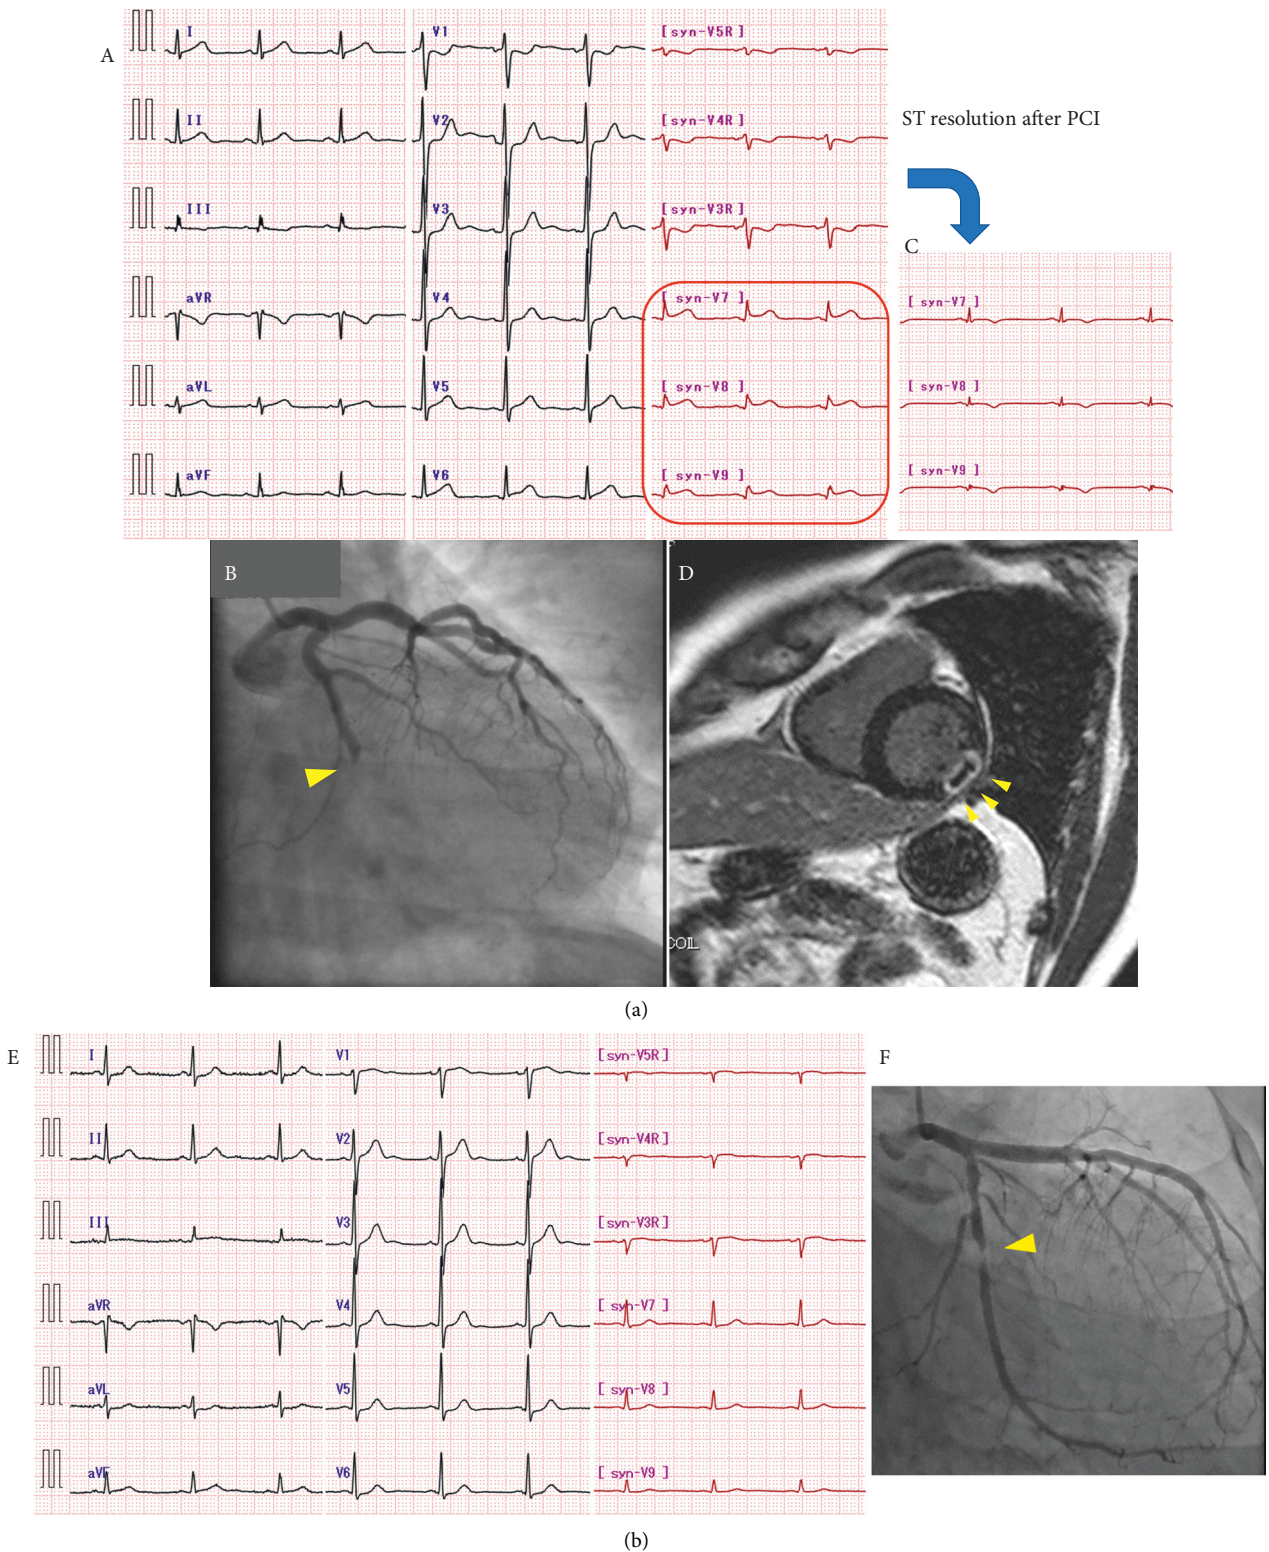 A
I
II
III
aVR
aVL
aVF
V1
V2
V3
V4
V5
V6
[ syn-V5R ]
[ syn-V4R ]
[ syn-V3R ]
[ syn-V7 ]
[ syn-V8 ]
[ syn-V9 ]
ST resolution after PCI
C
[ syn-V7 ]
[ syn-V8 ]
[ syn-V9 ]
B
D
COIL
(a)
E
I
II
III
aVR
aVL
aVF
V1
V2
V3
V4
V5
V6
[syn-V5R]
[syn-V4R]
[syn-V3R]
[ syn-V7 ]
[ syn-V8 ]
[ syn-V9 ]
F
(b)